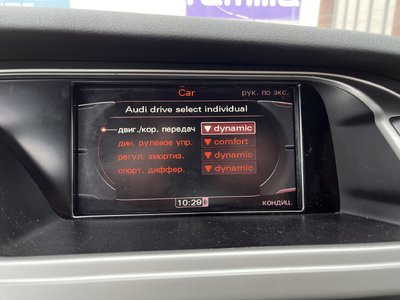 Car
рук. по экс.
Audi drive select individual
двиг./кор. передач ▼ dynamic
дин. рулевое упр. ▼ comfort
регул. амортиз. ▼ dynamic
спорт. диффер. ▼ dynamic
10:29
кондиц.